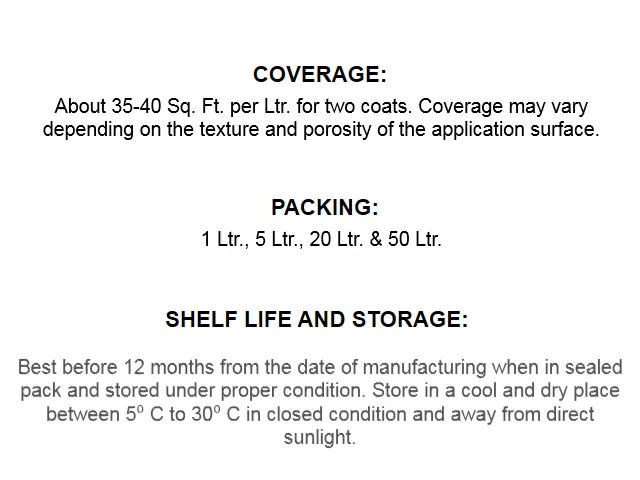 COVERAGE:
About 35-40 Sq. Ft. per Ltr. for two coats. Coverage may vary
depending on the texture and porosity of the application surface.
PACKING:
1 Ltr., 5 Ltr., 20 Ltr. & 50 Ltr.
SHELF LIFE AND STORAGE:
Best before 12 months from the date of manufacturing when in sealed
pack and stored under proper condition. Store in a cool and dry place
between 5⁰ C to 30⁰ C in closed condition and away from direct
sunlight.